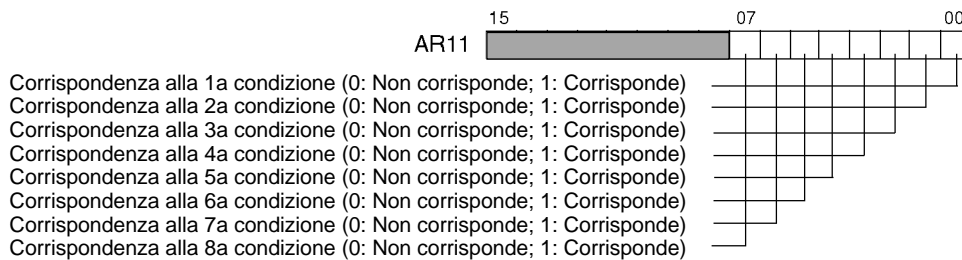 15 07 00
AR11
Corrispondenza alla 1a condizione (0: Non corrisponde; 1: Corrisponde)
Corrispondenza alla 2a condizione (0: Non corrisponde; 1: Corrisponde)
Corrispondenza alla 3a condizione (0: Non corrisponde; 1: Corrisponde)
Corrispondenza alla 4a condizione (0: Non corrisponde; 1: Corrisponde)
Corrispondenza alla 5a condizione (0: Non corrisponde; 1: Corrisponde)
Corrispondenza alla 6a condizione (0: Non corrisponde; 1: Corrisponde)
Corrispondenza alla 7a condizione (0: Non corrisponde; 1: Corrisponde)
Corrispondenza alla 8a condizione (0: Non corrisponde; 1: Corrisponde)